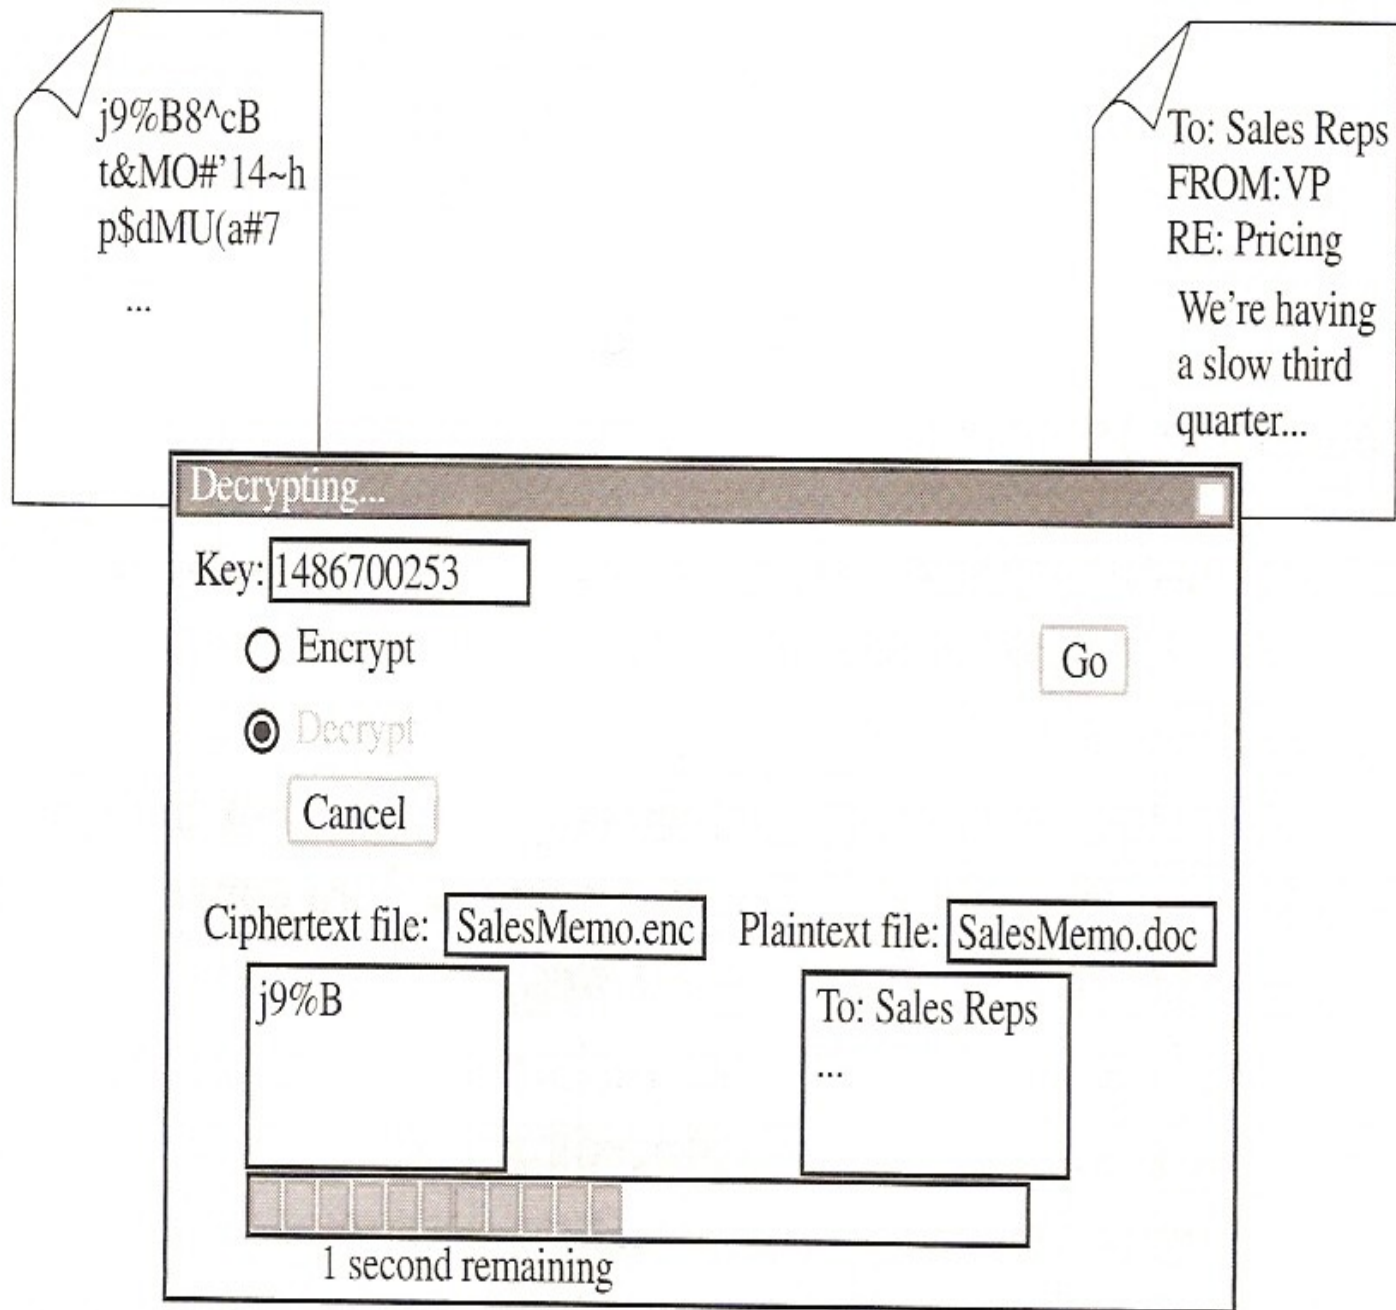 j9%B8^cB
t&MO#'14~h
p$dMU(a#7
...
To: Sales Reps
FROM:VP
RE: Pricing
We're having
a slow third
quarter...
Decrypting...
Key: 1486700253
Encrypt
Go
Decrypt
Cancel
Ciphertext file: SalesMemo.enc Plaintext file: SalesMemo.doc
j9%B
To: Sales Reps
...
1 second remaining